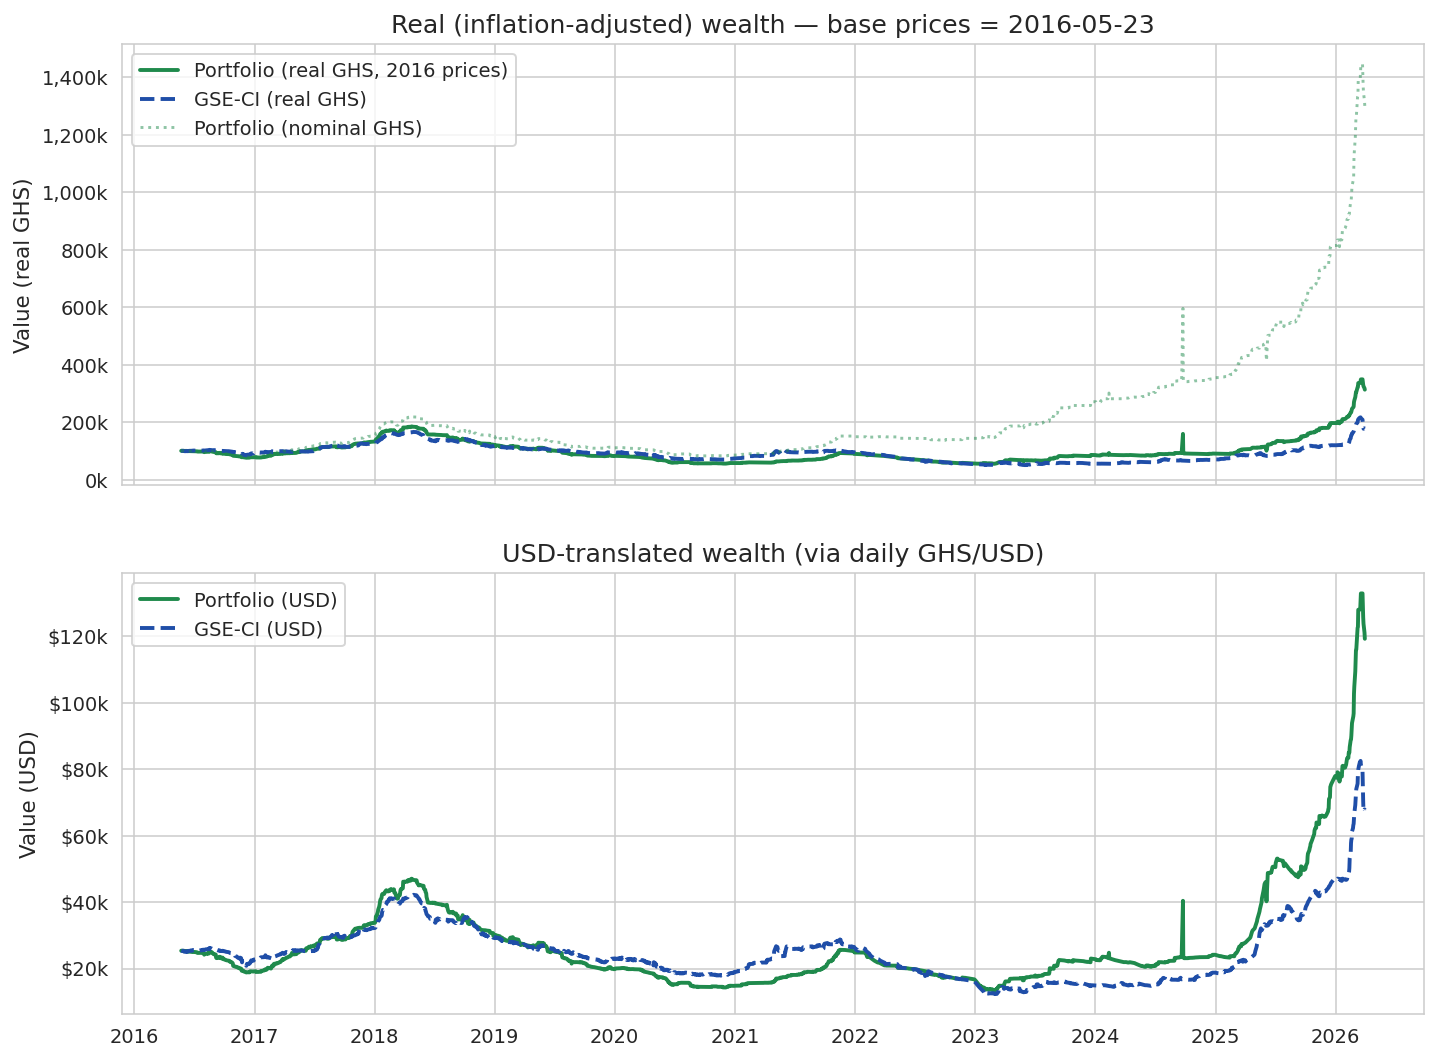 Real (inflation-adjusted) wealth — base prices = 2016-05-23
Portfolio (real GHS, 2016 prices)
GSE-CI (real GHS)
Portfolio (nominal GHS)
Value (real GHS)
1,400k
1,200k
1,000k
800k
600k
400k
200k
0k
USD-translated wealth (via daily GHS/USD)
Portfolio (USD)
GSE-CI (USD)
Value (USD)
$120k
$100k
$80k
$60k
$40k
$20k
2016 2017 2018 2019 2020 2021 2022 2023 2024 2025 2026